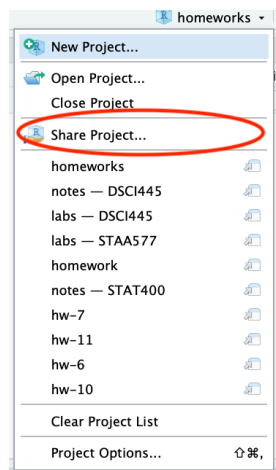 homeworks
New Project...
Open Project...
Close Project
Share Project...
homeworks
notes — DSCI445
labs — DSCI445
labs — STAA577
homework
notes — STAT400
hw-7
hw-11
hw-6
hw-10
Clear Project List
Project Options... ⇧⌘,